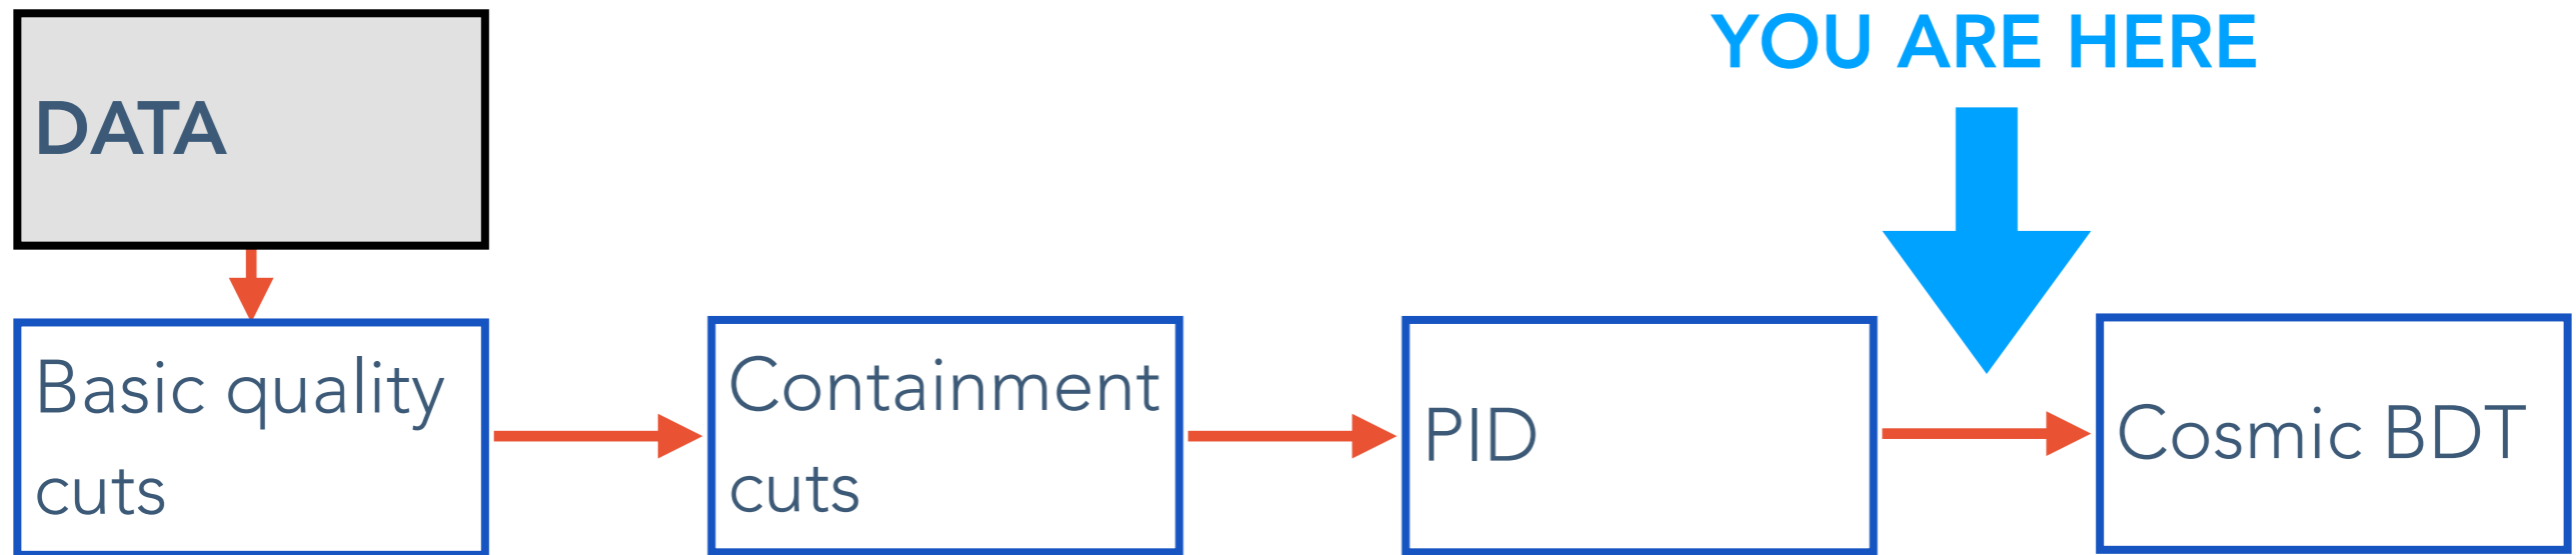 YOU ARE HERE
DATA
Basic quality
cuts
Containment
cuts
PID
Cosmic BDT